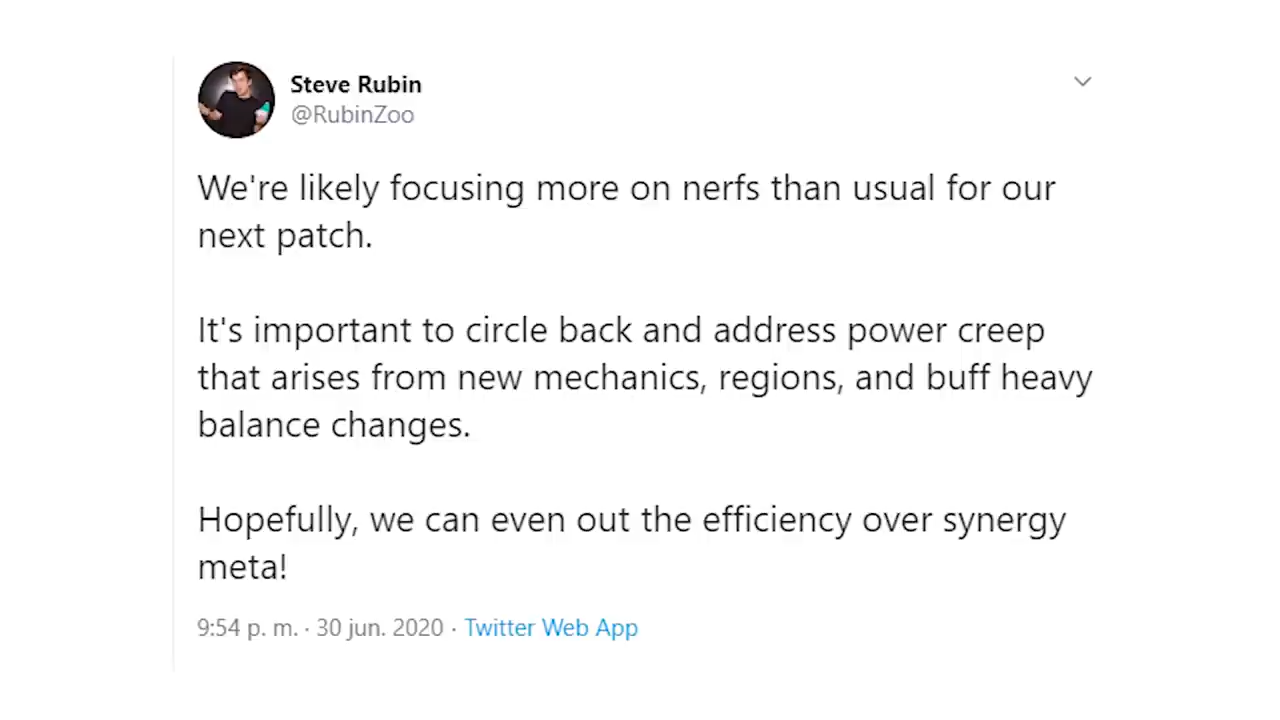 Steve Rubin
@RubinZoo
We're likely focusing more on nerfs than usual for our
next patch.
It's important to circle back and address power creep
that arises from new mechanics, regions, and buff heavy
balance changes.
Hopefully, we can even out the efficiency over synergy
meta!
9:54 p. m. · 30 jun. 2020 · Twitter Web App